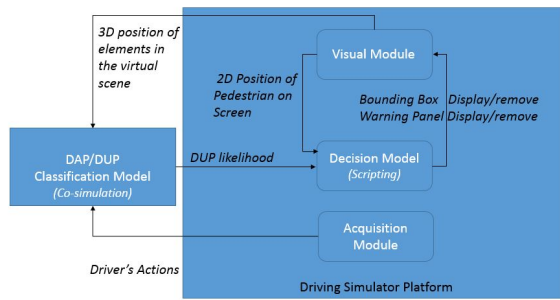 3D position of
elements in
the virtual
scene
Visual Module
2D Position of
Pedestrian on
Screen
Bounding Box Display/remove
Warning Panel Display/remove
DAP/DUP
Classification Model
(Co-simulation)
DUP likelihood
Decision Model
(Scripting)
Acquisition
Module
Driver's Actions
Driving Simulator Platform